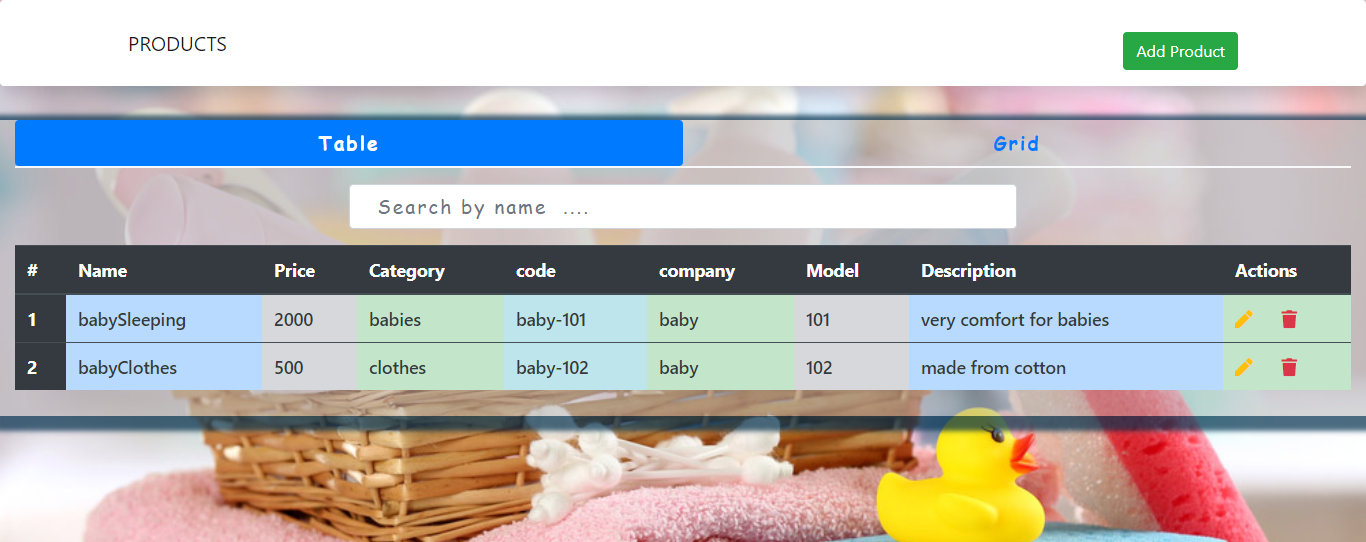 PRODUCTS
Add Product
Table
Grid
Search by name ....
# Name Price Category code company Model Description Actions
1 babySleeping 2000 babies baby-101 baby 101 very comfort for babies
2 babyClothes 500 clothes baby-102 baby 102 made from cotton